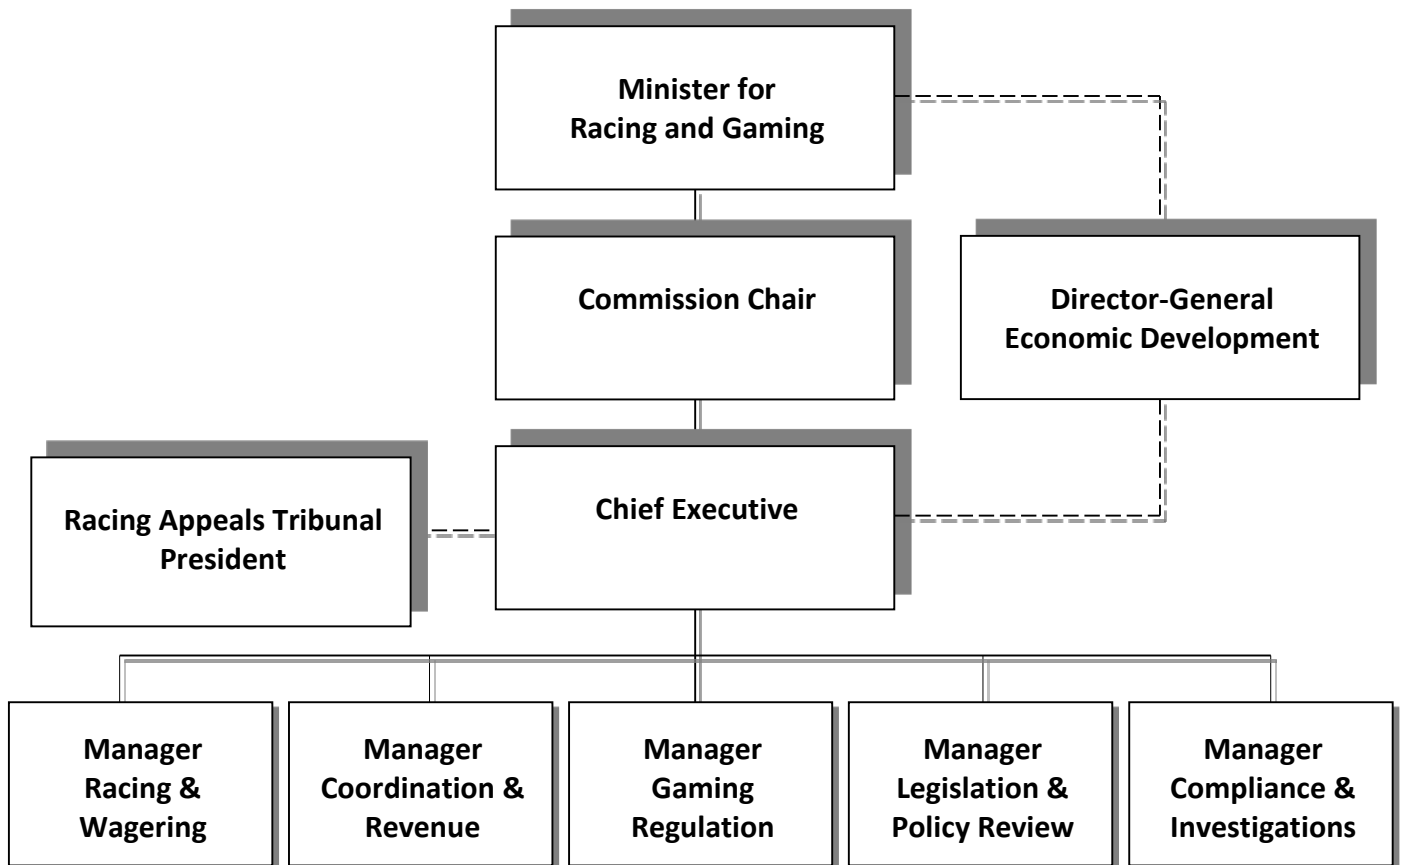 Minister for
Racing and Gaming
Commission Chair
Director-General
Economic Development
Racing Appeals Tribunal
President
Chief Executive
Manager
Racing &
Wagering
Manager
Coordination &
Revenue
Manager
Gaming
Regulation
Manager
Legislation &
Policy Review
Manager
Compliance &
Investigations